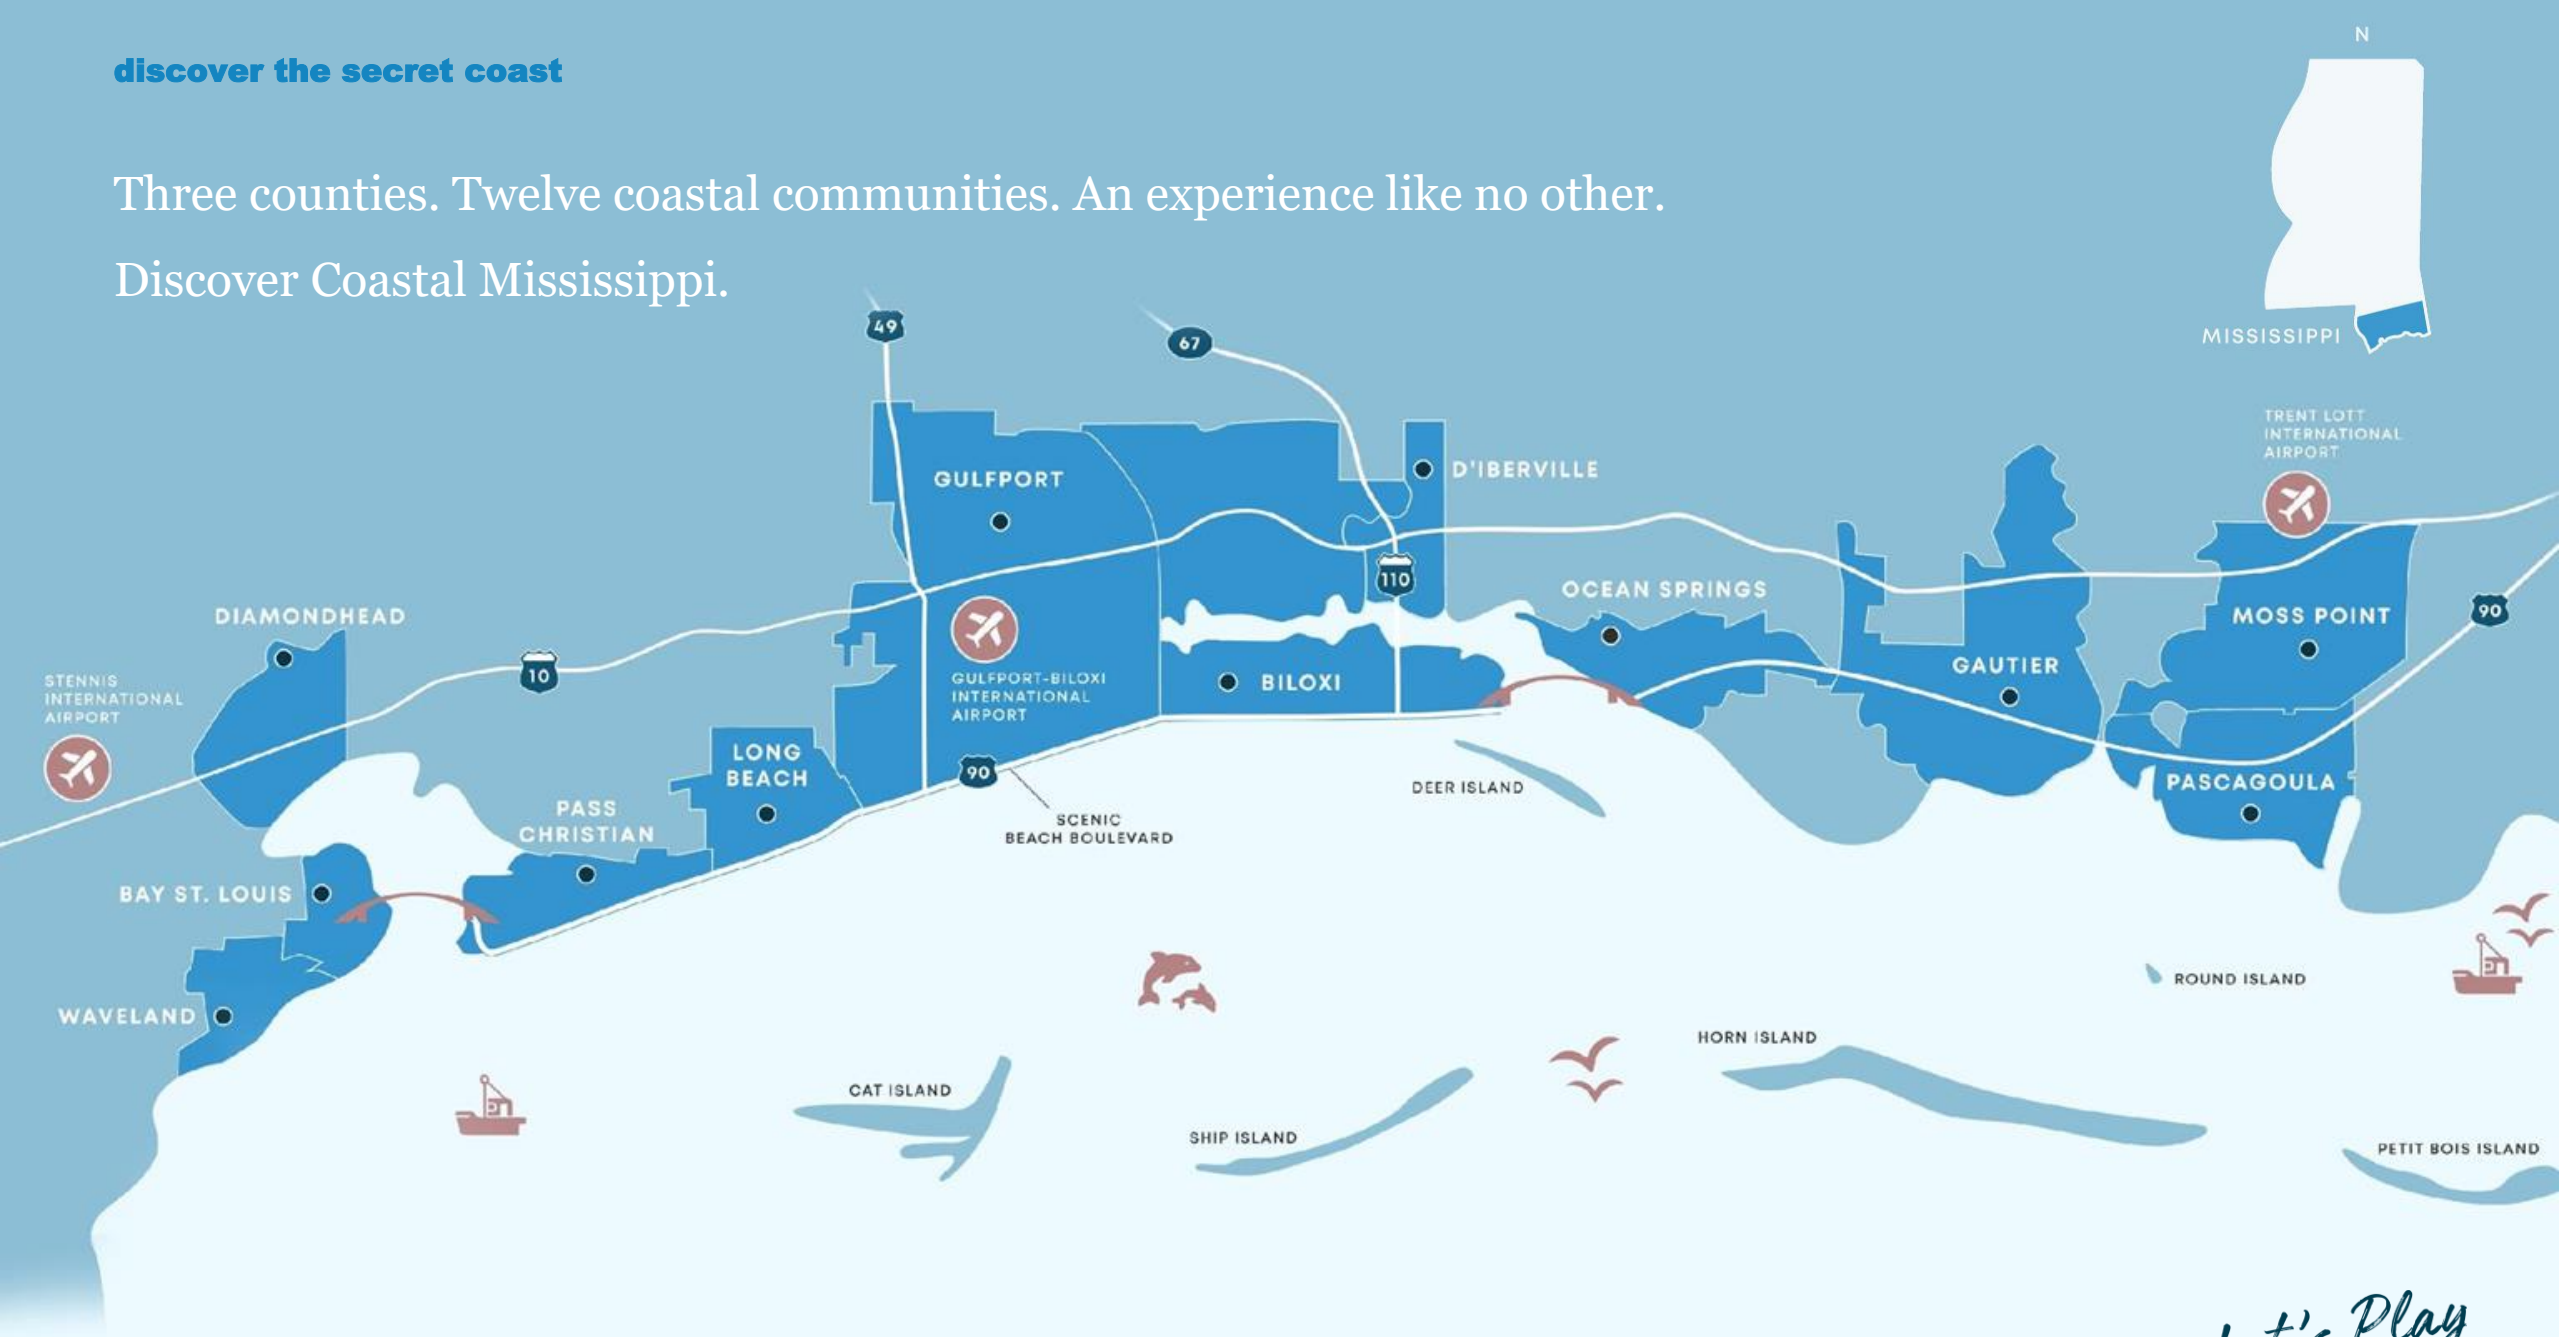 discover the secret coast
N
Three counties. Twelve coastal communities. An experience like no other.
Discover Coastal Mississippi.
MISSISSIPPI
49
67
TRENT LOTT
INTERNATIONAL
AIRPORT
GULFPORT
D'IBERVILLE
110
OCEAN SPRINGS
DIAMONDHEAD
MOSS POINT
90
GAUTIER
10
STENNIS
INTERNATIONAL
AIRPORT
GULFPORT-BILOXI
INTERNATIONAL
AIRPORT
BILOXI
LONG
BEACH
90
PASCAGOULA
DEER ISLAND
PASS
CHRISTIAN
SCENIC
BEACH BOULEVARD
BAY ST. LOUIS
ROUND ISLAND
WAVELAND
HORN ISLAND
CAT ISLAND
SHIP ISLAND
PETIT BOIS ISLAND
Let's Play